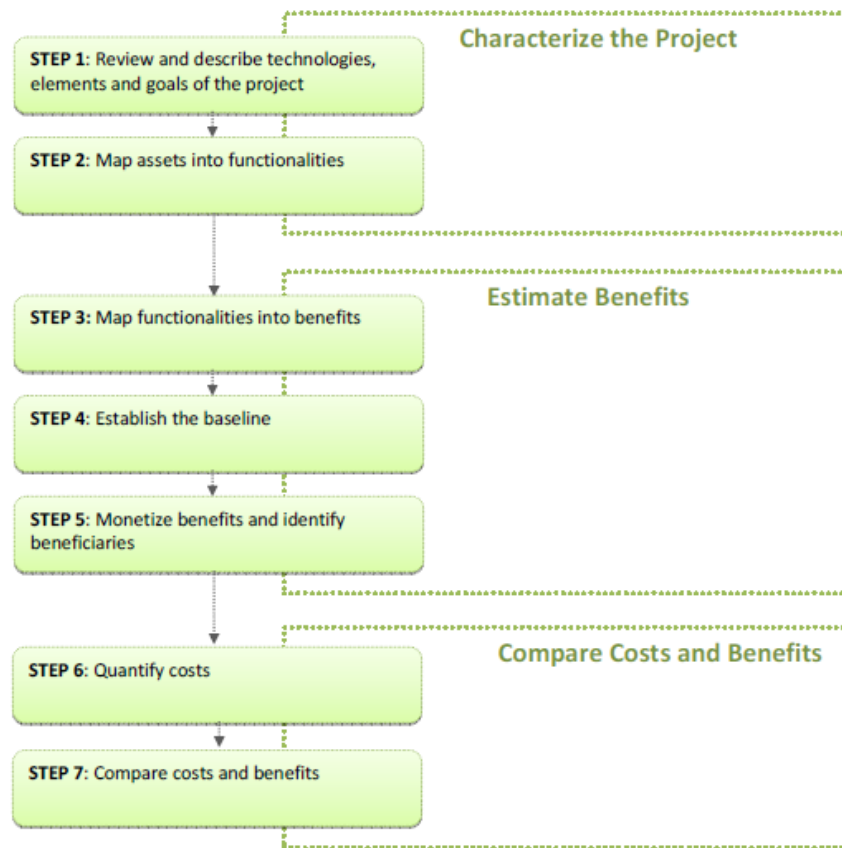 Characterize the Project
STEP 1: Review and describe technologies,
elements and goals of the project
STEP 2: Map assets into functionalities
Estimate Benefits
STEP 3: Map functionalities into benefits
STEP 4: Establish the baseline
STEP 5: Monetize benefits and identify
beneficiaries
Compare Costs and Benefits
STEP 6: Quantify costs
STEP 7: Compare costs and benefits